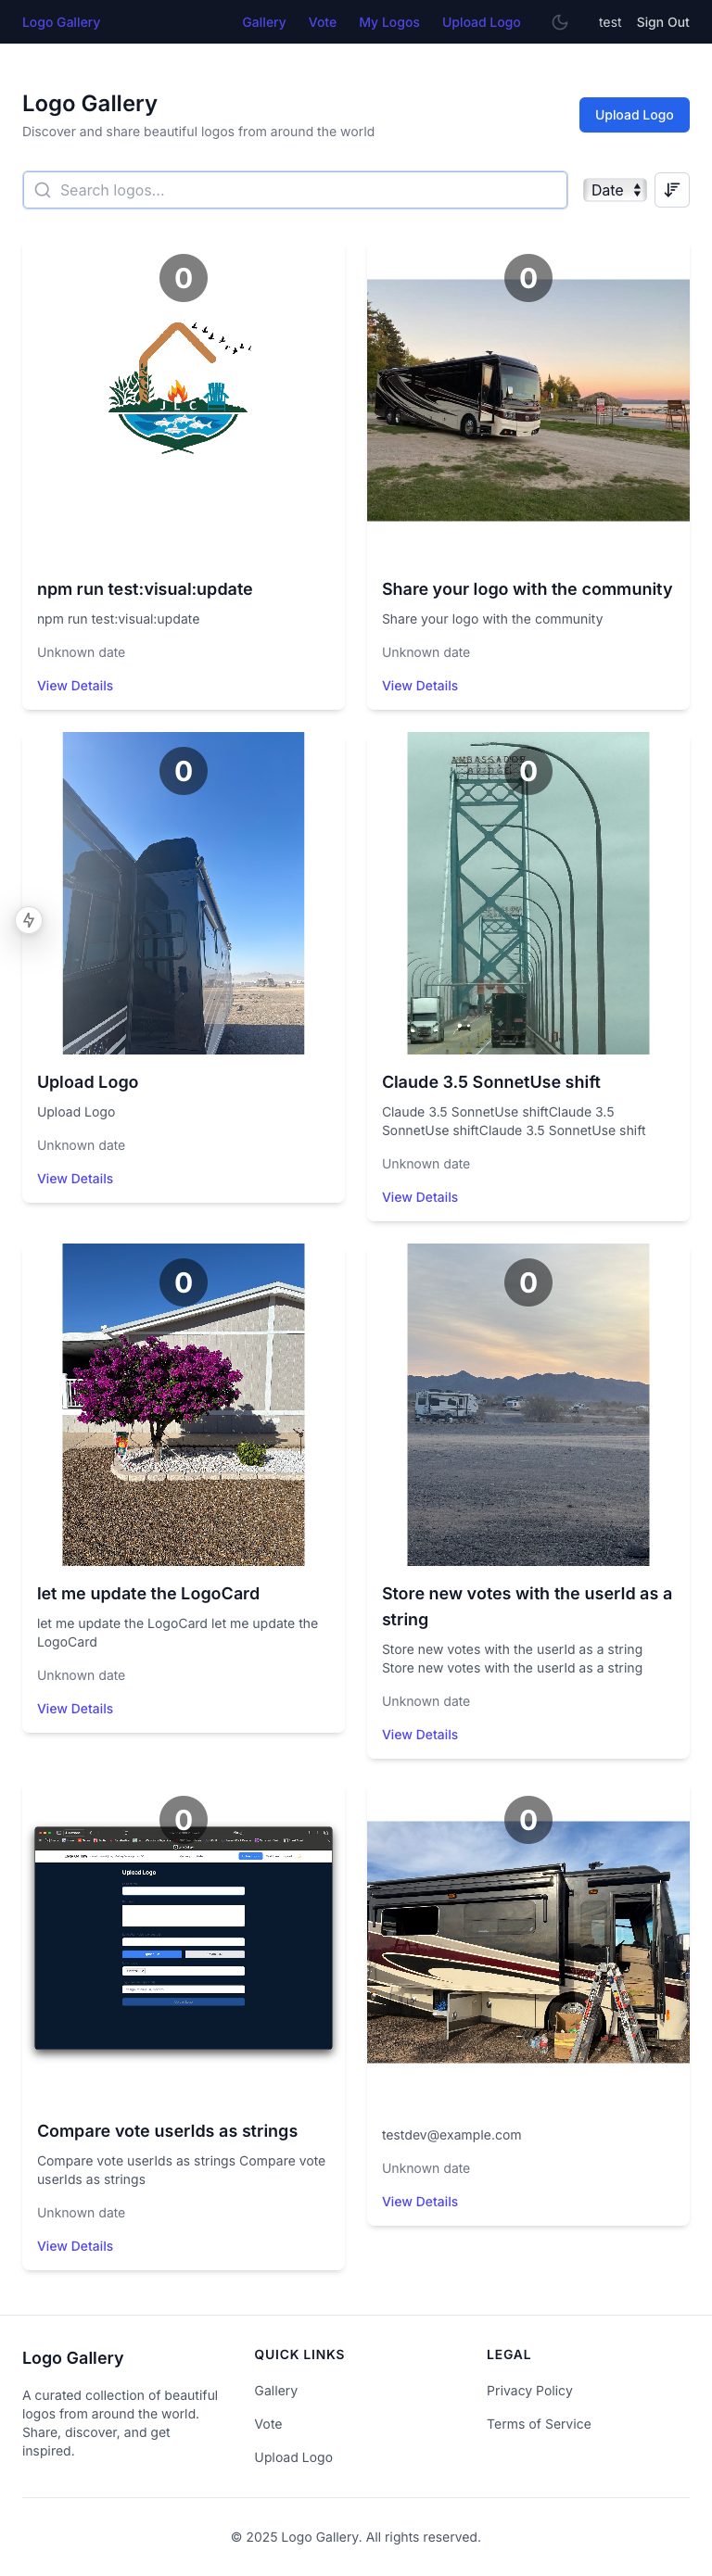 Logo Gallery
Gallery
Vote
My Logos
Upload Logo
test
Sign Out
Logo Gallery
Discover and share beautiful logos from around the world
Upload Logo
Search logos...
Date
0
JLC
npm run test:visual:update
npm run test:visual:update
Unknown date
View Details
0
Share your logo with the community
Share your logo with the community
Unknown date
View Details
0
Upload Logo
Upload Logo
Unknown date
View Details
0
AMBASSADOR
BRIDGE
Claude 3.5 SonnetUse shift
Claude 3.5 SonnetUse shiftClaude 3.5
SonnetUse shiftClaude 3.5 SonnetUse shift
Unknown date
View Details
0
let me update the LogoCard
let me update the LogoCard let me update the
LogoCard
Unknown date
View Details
0
Store new votes with the userId as a
string
Store new votes with the userId as a string
Store new votes with the userId as a string
Unknown date
View Details
0
Upload Logo
Compare vote userIds as strings
Compare vote userIds as strings Compare vote
userIds as strings
Unknown date
View Details
0
testdev@example.com
Unknown date
View Details
Logo Gallery
A curated collection of beautiful
logos from around the world.
Share, discover, and get
inspired.
QUICK LINKS
Gallery
Vote
Upload Logo
LEGAL
Privacy Policy
Terms of Service
© 2025 Logo Gallery. All rights reserved.